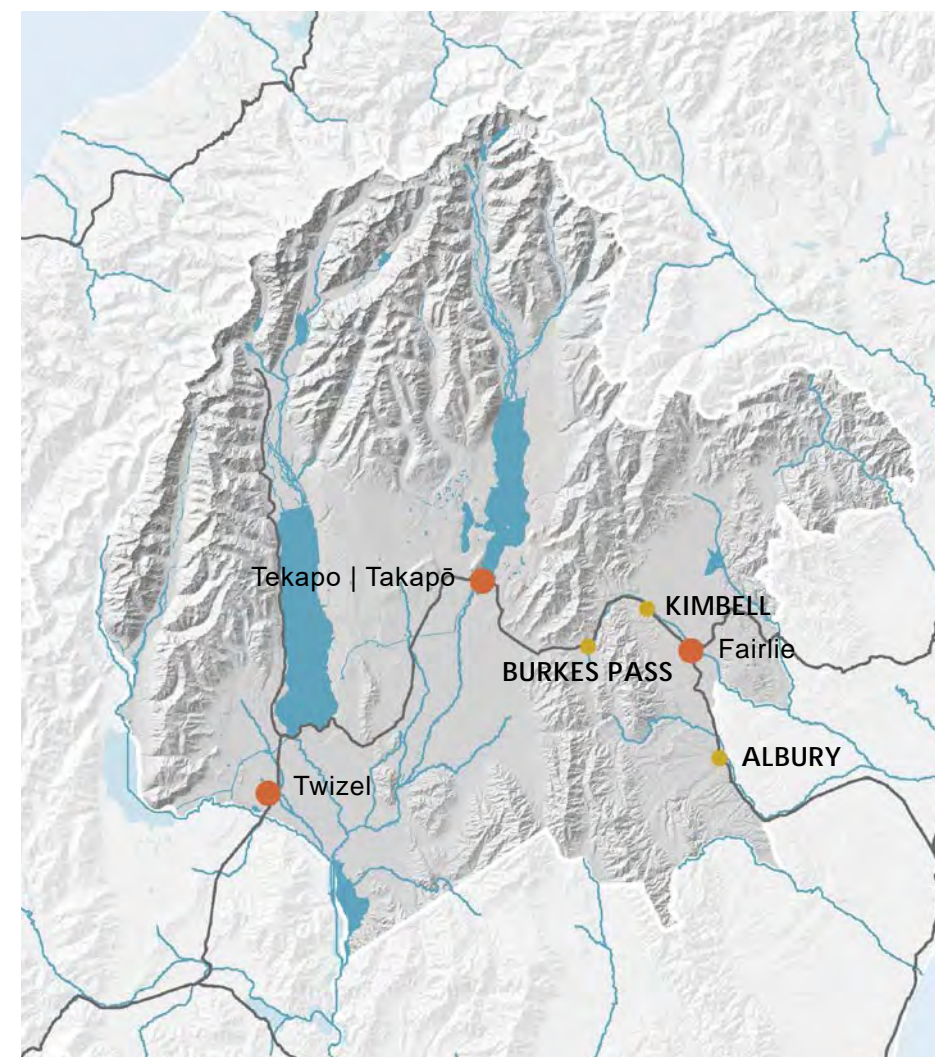 Tekapo | Takapō
KIMBELL
Fairlie
BURKES PASS
ALBURY
Twizel